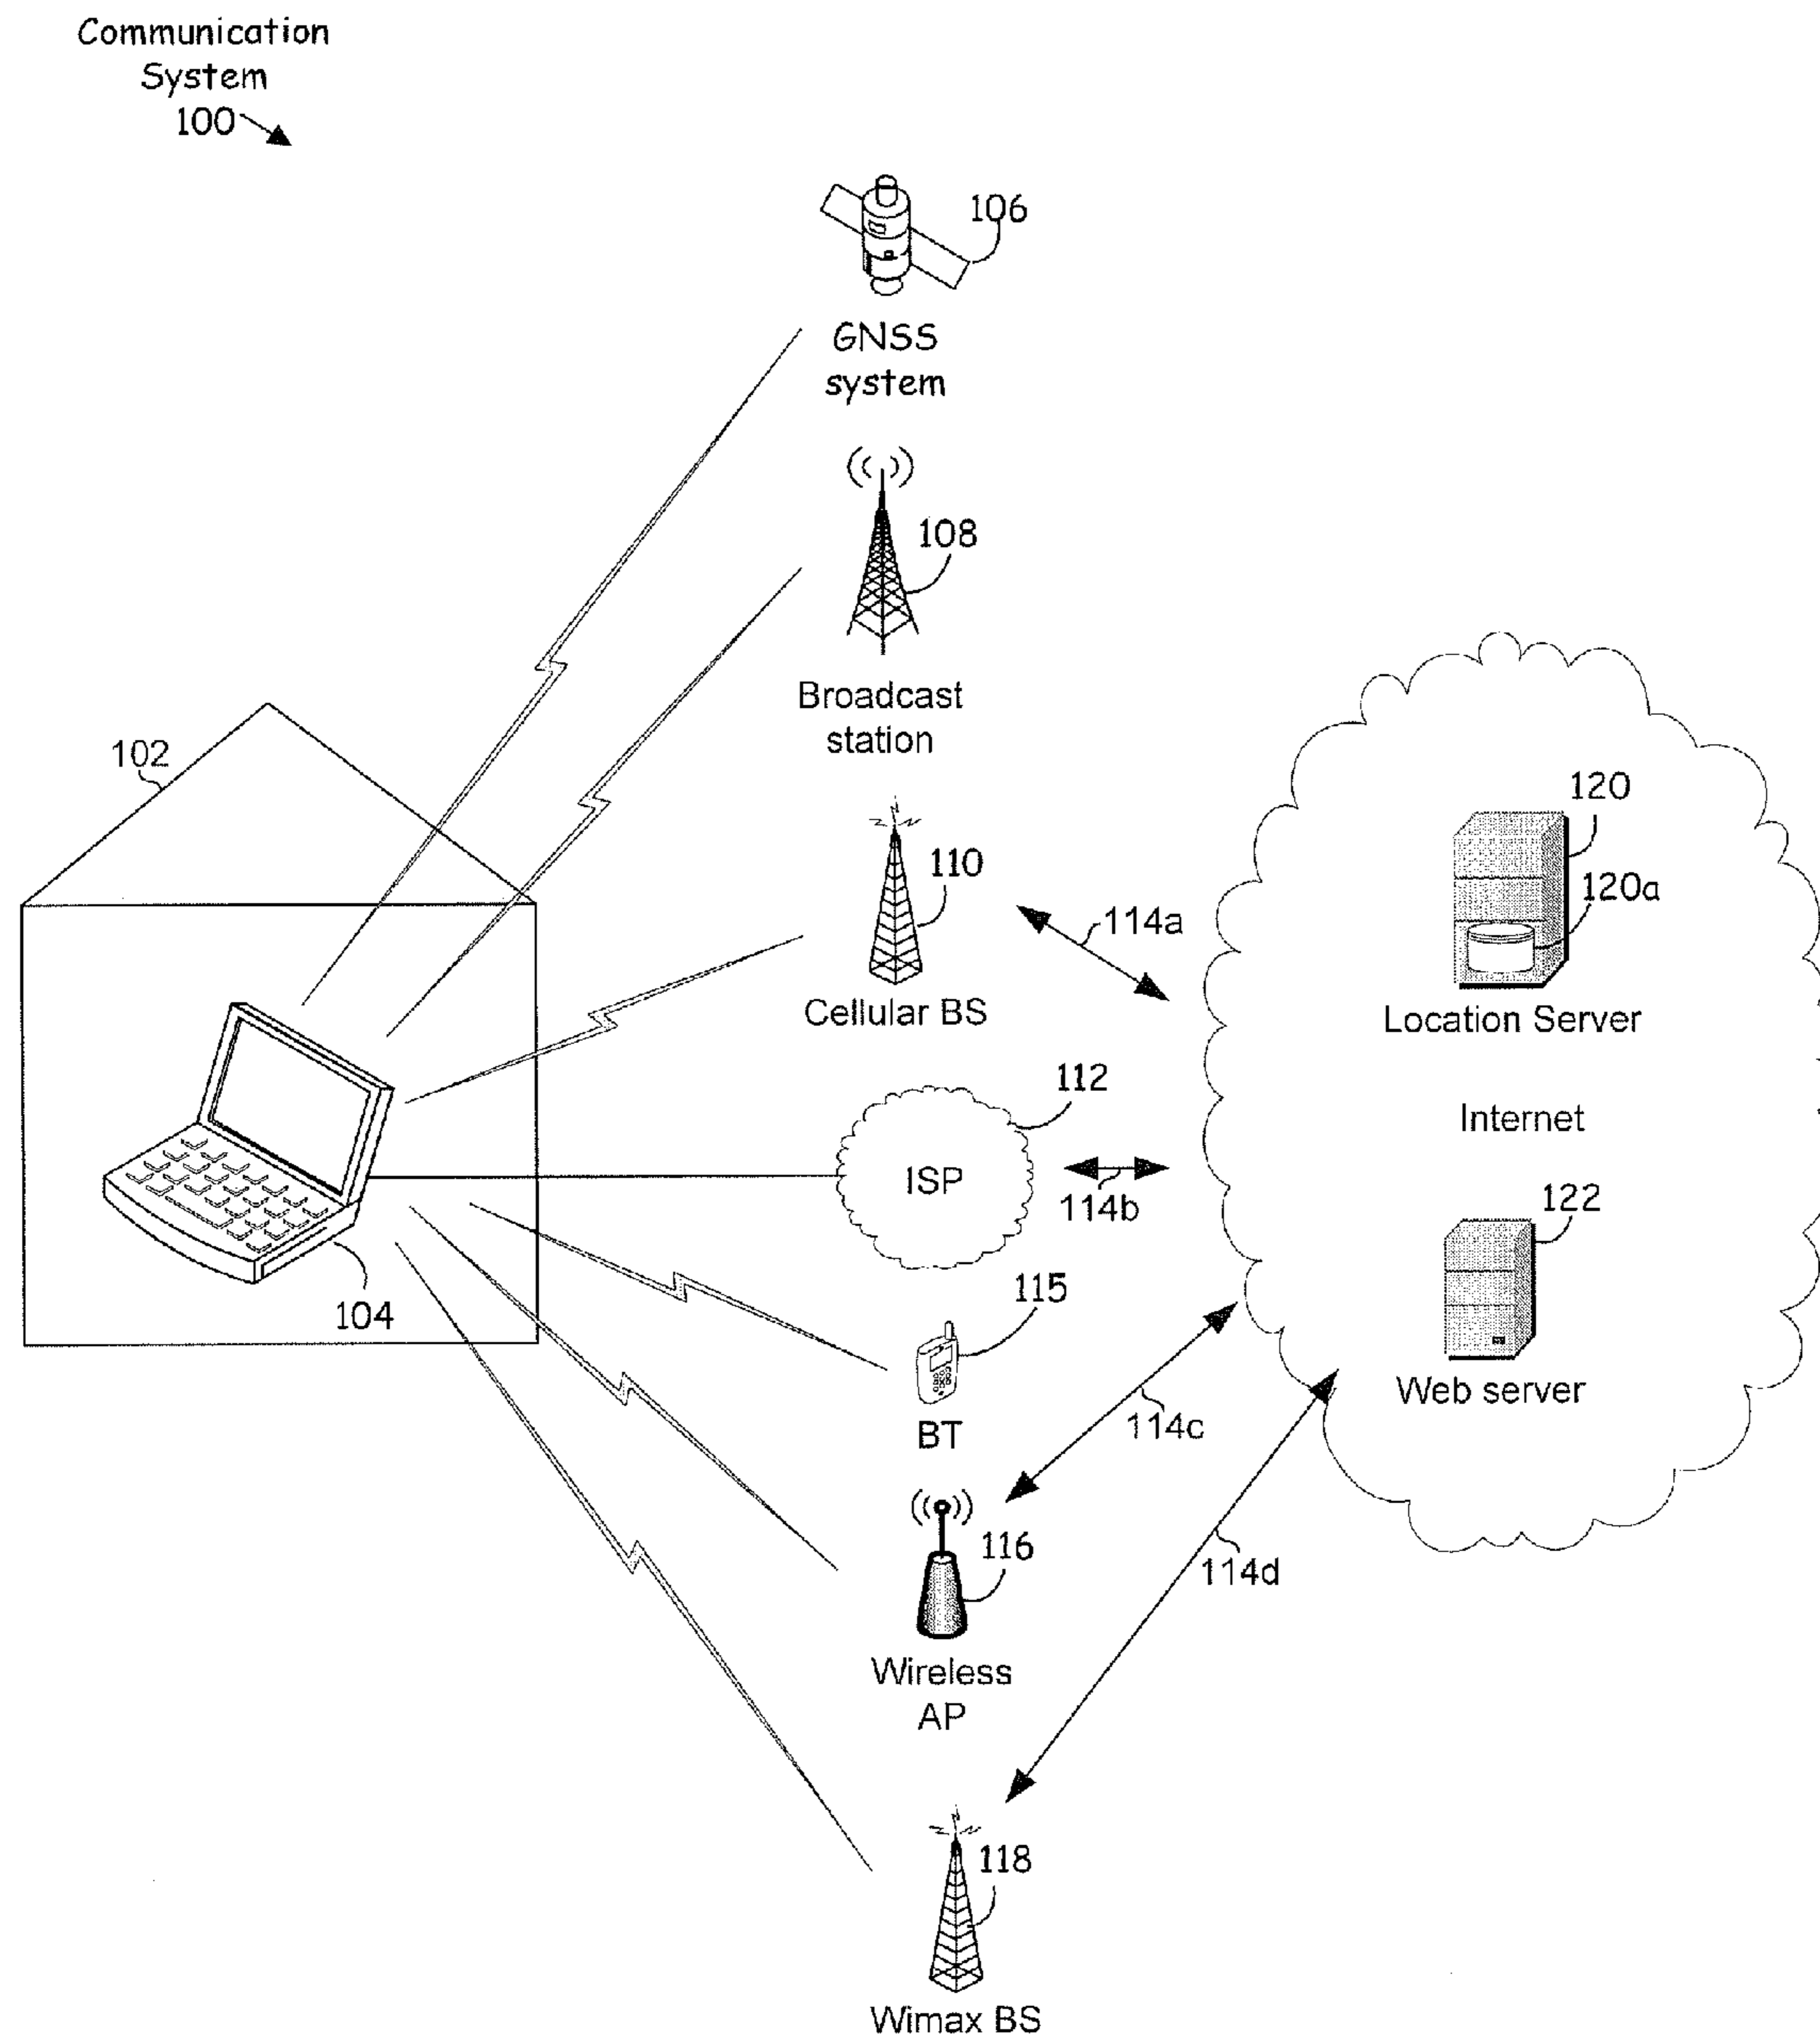 Communication
System
100
106
GNSS
system
108
Broadcast
station
102
110
Cellular BS
114a
120
120a
Location Server
Internet
112
ISP
114b
104
115
BT
122
Web server
114c
116
Wireless
AP
114d
118
Wimax BS